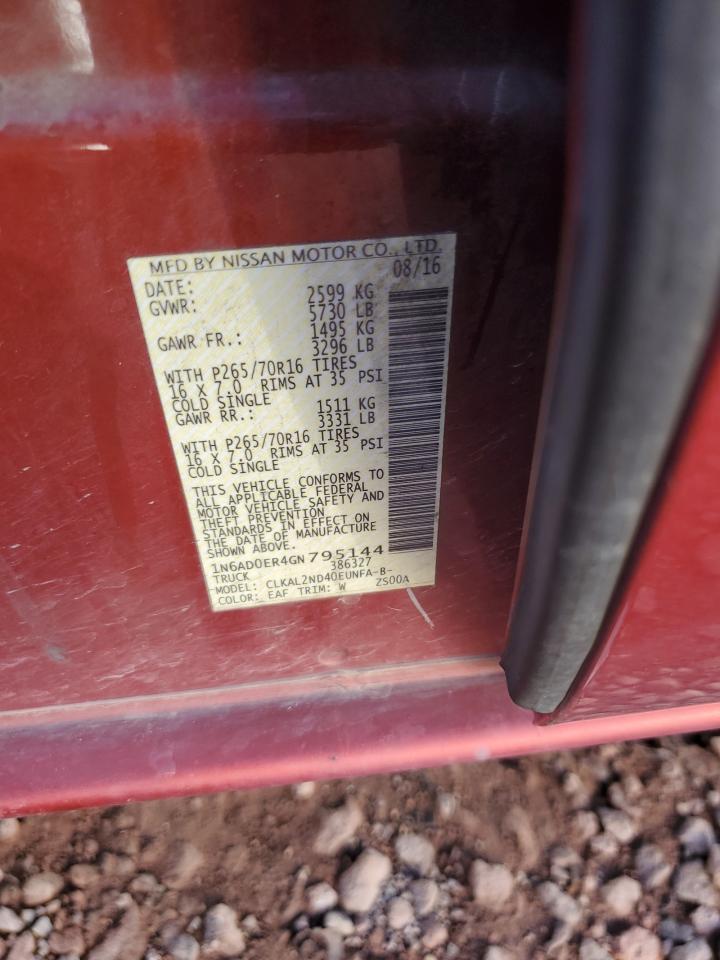 MFD BY NISSAN MOTOR CO., LTD.
DATE: 08/16
GVWR: 2599 KG
5730 LB
GAWR FR.: 1495 KG
3296 LB
WITH P265/70R16 TIRES
16 X 7.0 RIMS AT 35 PSI
COLD SINGLE
GAWR RR.: 1511 KG
3331 LB
WITH P265/70R16 TIRES
16 X 7.0 RIMS AT 35 PSI
COLD SINGLE
THIS VEHICLE CONFORMS TO
ALL APPLICABLE FEDERAL
MOTOR VEHICLE SAFETY AND
THEFT PREVENTION
STANDARDS IN EFFECT ON
THE DATE OF MANUFACTURE
SHOWN ABOVE.
1N6AD0ER4GN795144
TRUCK 386327
MODEL: CLKAL2ND40EUNFA-B-
COLOR: EAF TRIM: W ZS00A